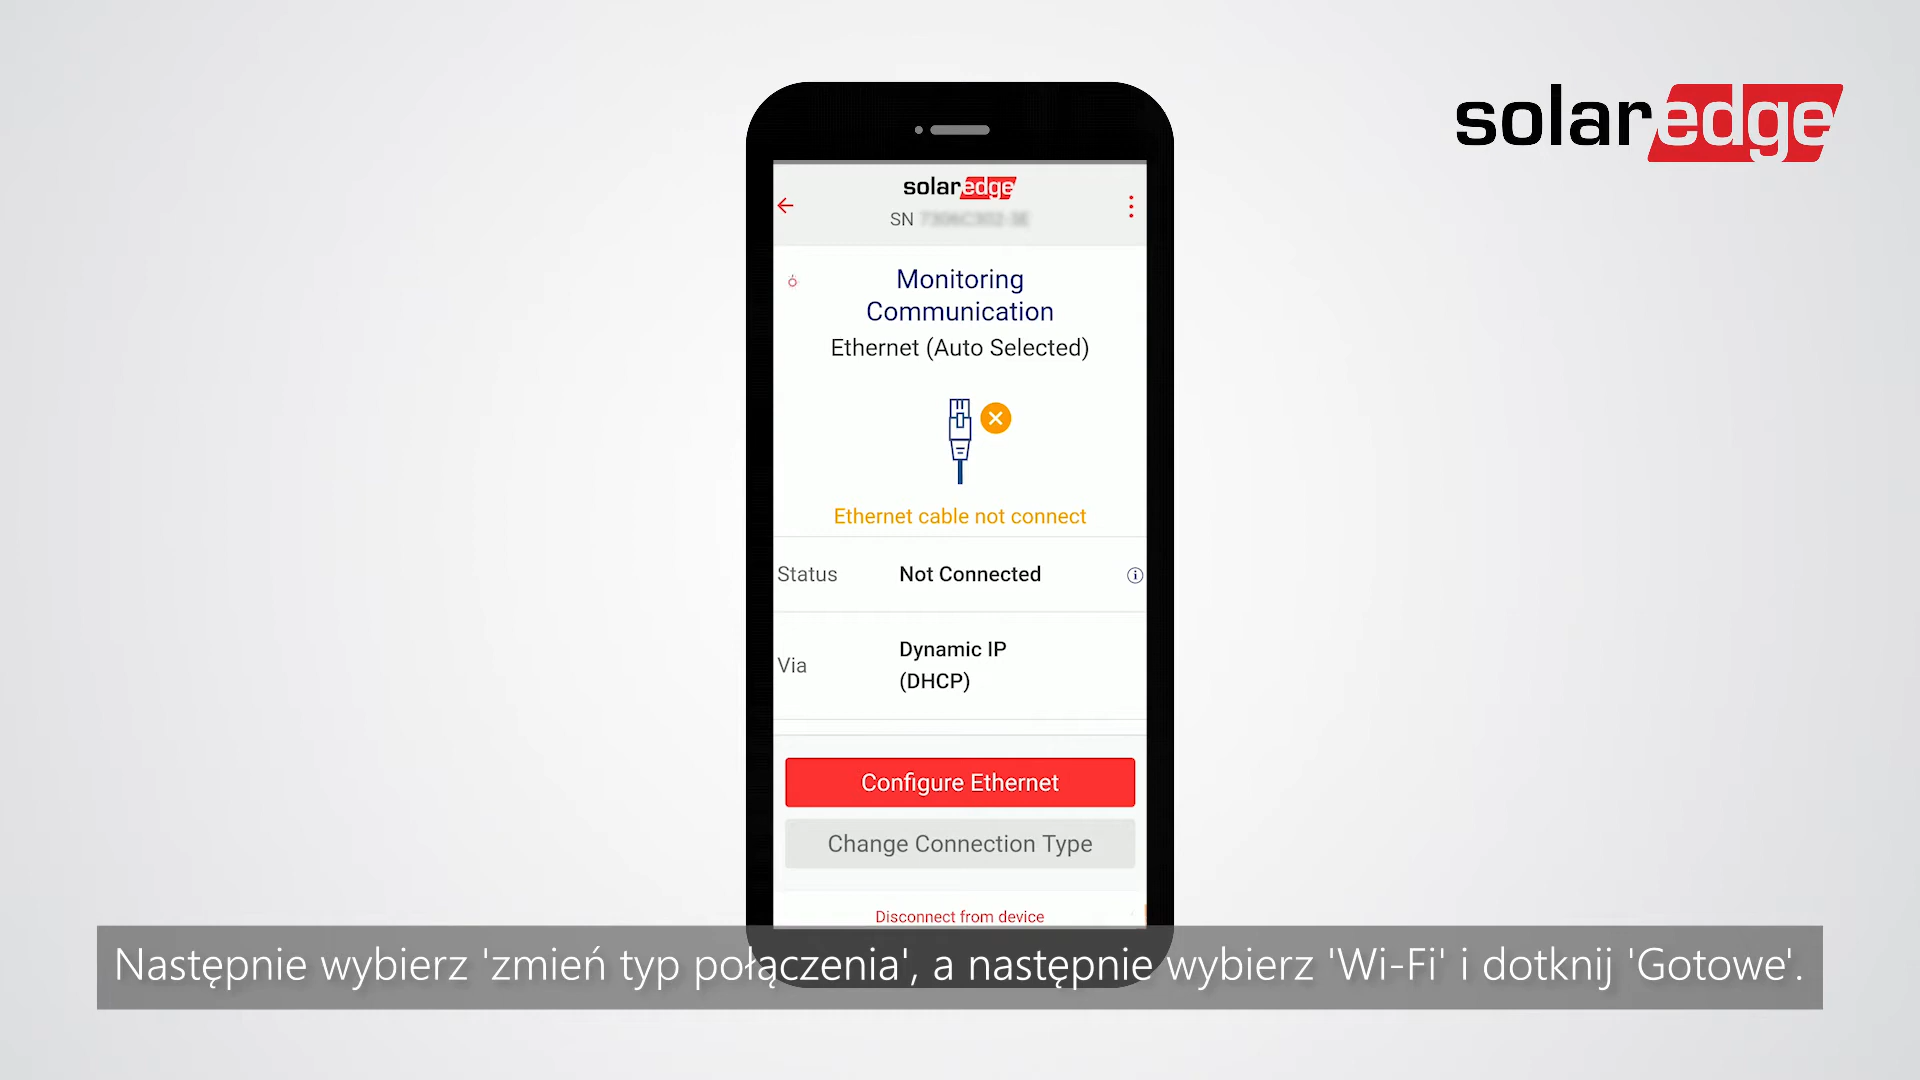 solaredge
solaredge
SN
Monitoring
Communication
Ethernet (Auto Selected)
Ethernet cable not connect
Status Not Connected
Via Dynamic IP
(DHCP)
Configure Ethernet
Change Connection Type
Disconnect from device
Następnie wybierz 'zmień typ połączenia', a następnie wybierz 'Wi-Fi' i dotknij 'Gotowe'.